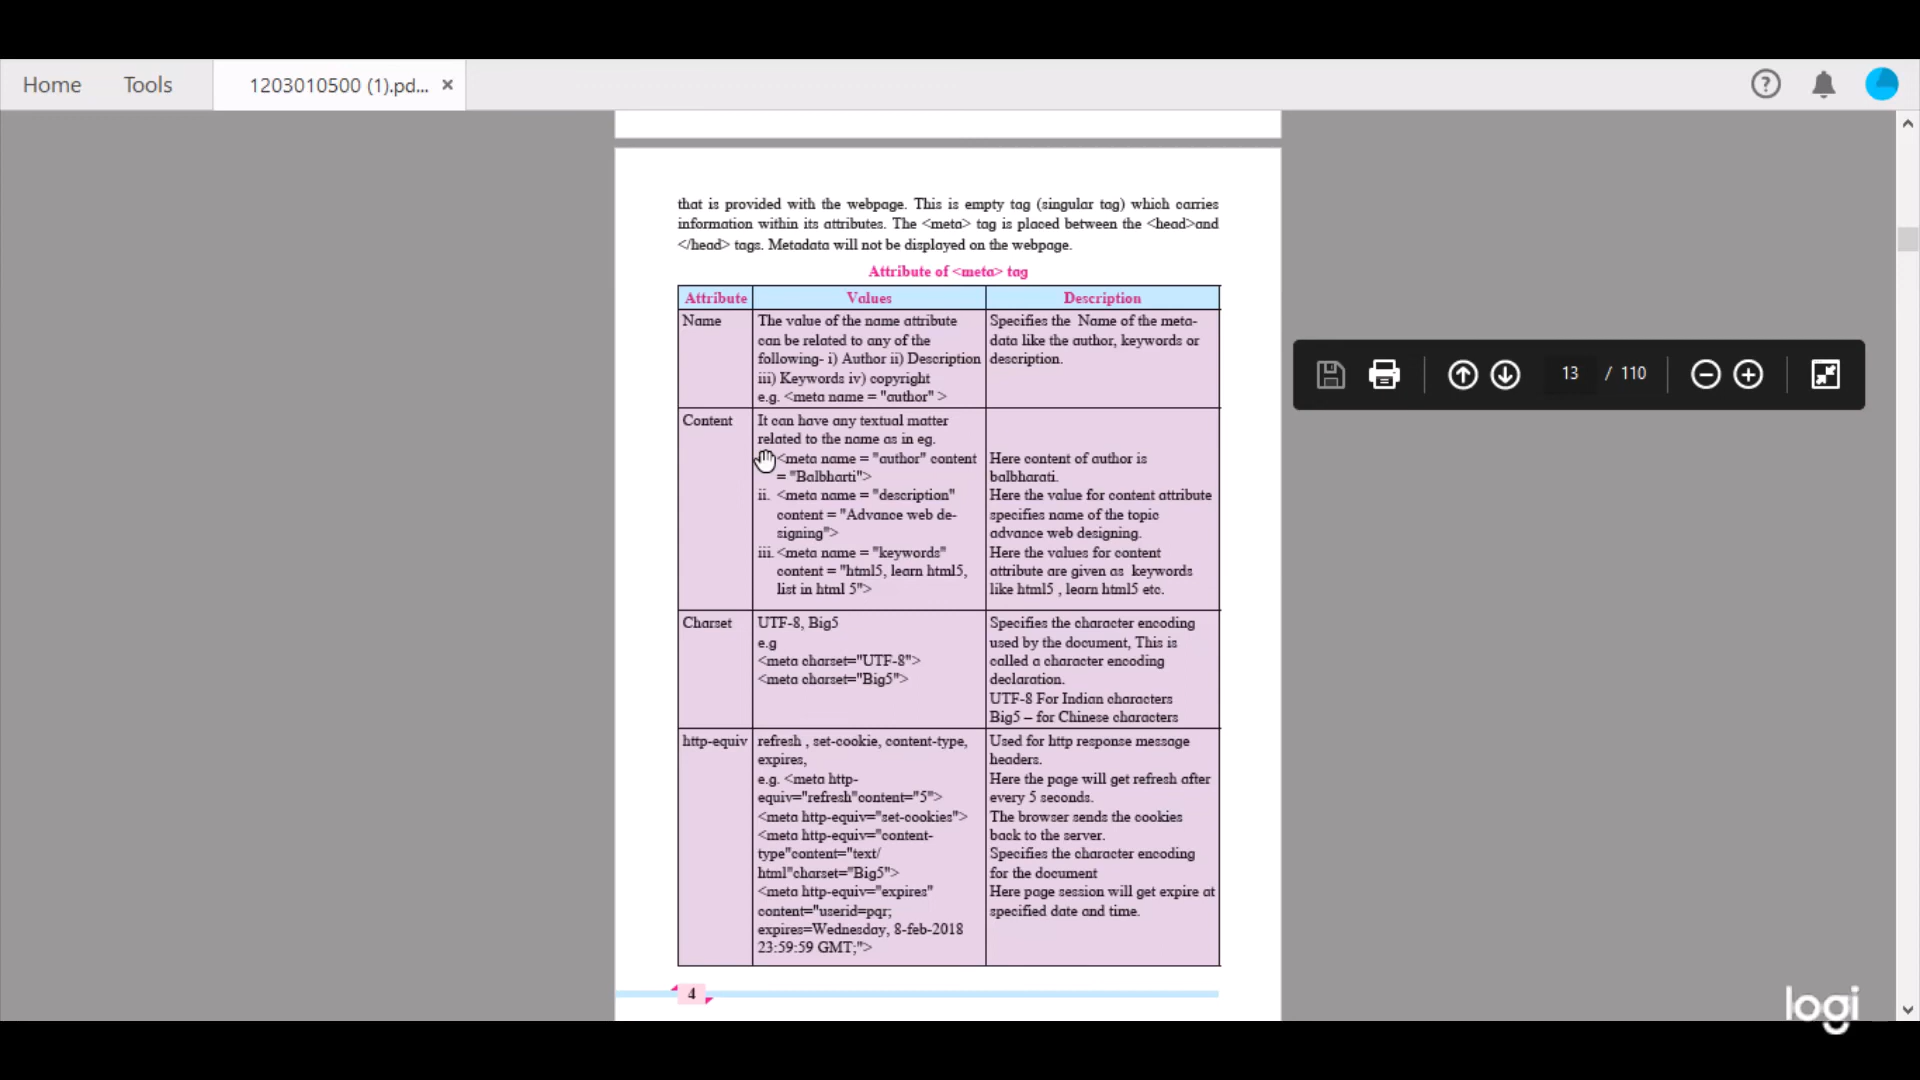 Home
Tools
1203010500 (1).pd...
that is provided with the webpage. This is empty tag (singular tag) which carries
information within its attributes. The <meta> tag is placed between the <head>and
</head> tags. Metadata will not be displayed on the webpage.
Attribute of <meta> tag
Attribute
Values
Description
Name
The value of the name attribute
can be related to any of the
following- i) Author ii) Description
iii) Keywords iv) copyright
e.g. <meta name = "author" >
Specifies the Name of the meta-
data like the author, keywords or
description.
13 / 110
Content
It can have any textual matter
related to the name as in eg.
<meta name = "author" content
= "Balbharti">
ii. <meta name = "description"
content = "Advance web de-
signing">
iii. <meta name = "keywords"
content = "html5, learn html5,
list in html 5">
Here content of author is
balbharati.
Here the value for content attribute
specifies name of the topic
advance web designing.
Here the values for content
attribute are given as keywords
like html5 , learn html5 etc.
Charset
UTF-8, Big5
e.g
<meta charset="UTF-8">
<meta charset="Big5">
Specifies the character encoding
used by the document, This is
called a character encoding
declaration.
UTF-8 For Indian characters
Big5 – for Chinese characters
http-equiv
refresh , set-cookie, content-type,
expires,
e.g. <meta http-
equiv="refresh"content="5">
<meta http-equiv="set-cookies">
<meta http-equiv="content-
type"content="text/
html"charset="Big5">
<meta http-equiv="expires"
content="userid=pqr;
expires=Wednesday, 8-feb-2018
23:59:59 GMT;">
Used for http response message
headers.
Here the page will get refresh after
every 5 seconds.
The browser sends the cookies
back to the server.
Specifies the character encoding
for the document
Here page session will get expire at
specified date and time.
4
logi